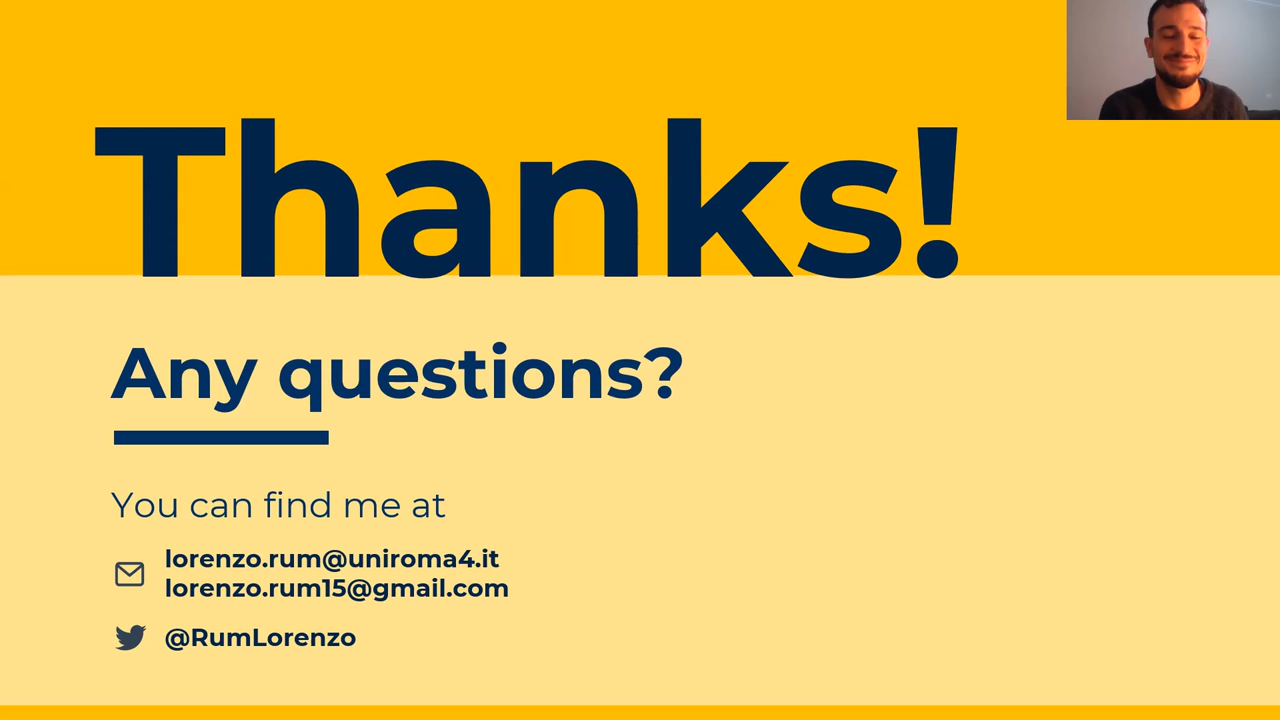 Thanks!
Any questions?
You can find me at
lorenzo.rum@uniroma4.it
lorenzo.rum15@gmail.com
@RumLorenzo